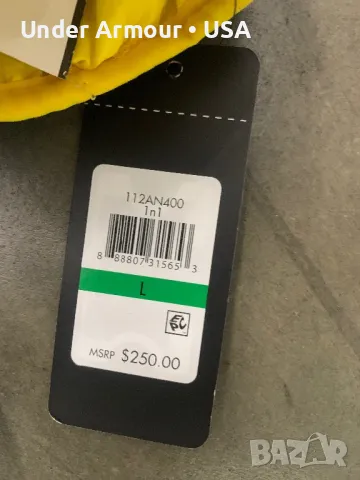 Under Armour • USA
112AN400
1n1
8 88807 31565 3
L
MSRP $250.00
BAZAR